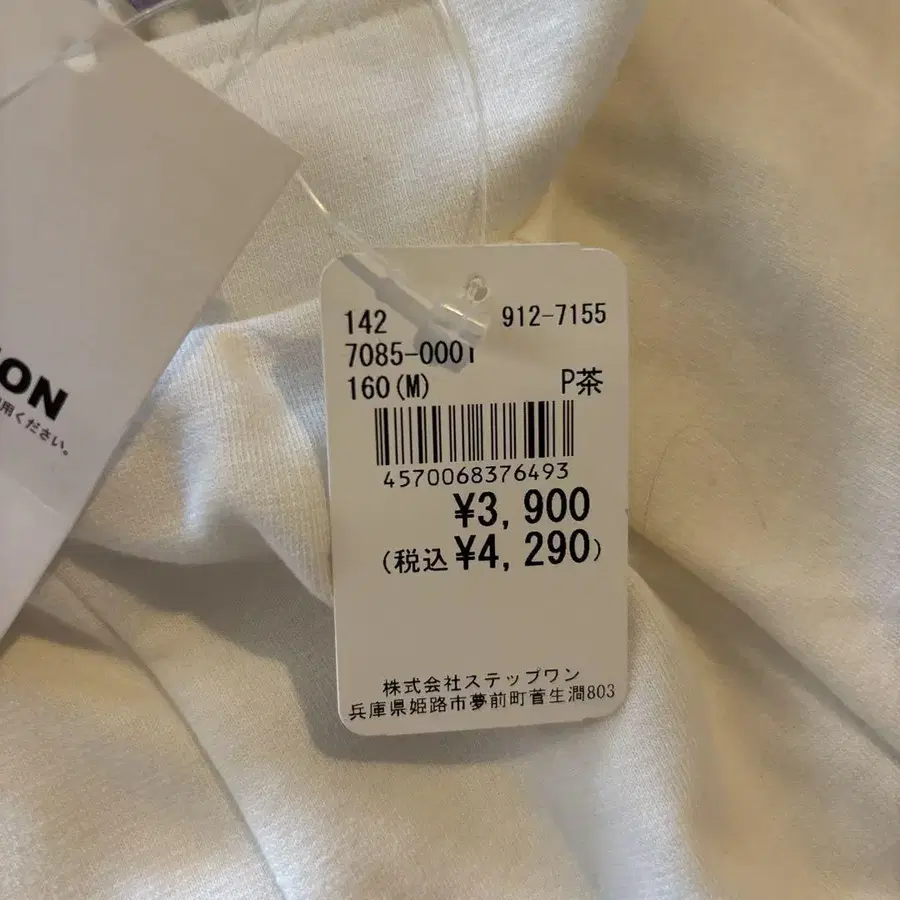 ION
用ください。
142 912-7155
7085-0001
160(M) P茶
4570068376493
¥3,900
(税込¥4,290)
株式会社ステップワン
兵庫県姫路市夢前町菅生澗803